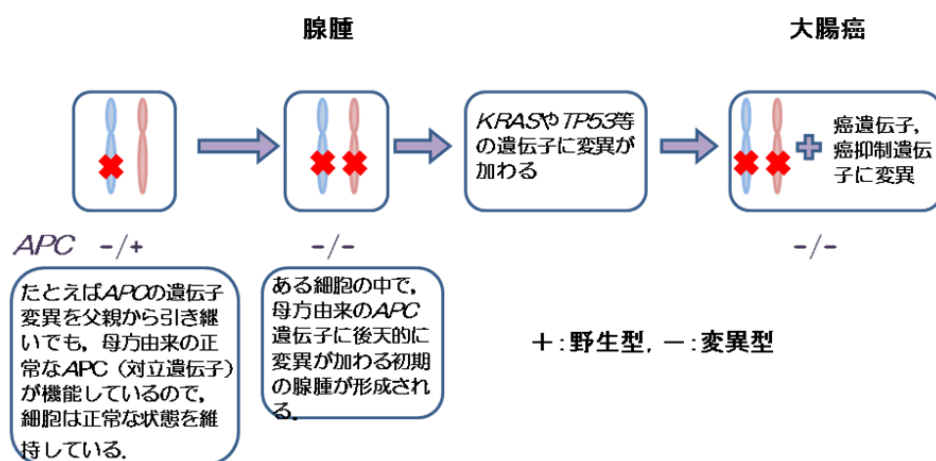 腺腫
大腸癌
KRASやTP53等
の遺伝子に変異が
加わる
癌遺伝子,
癌抑制遺伝
子に変異
APC -/+
-/-
-/-
たとえばAPCの遺伝子
変異を父親から引き継
いでも，母方由来の正
常なAPC（対立遺伝子）
が機能しているので，
細胞は正常な状態を維
持している．
ある細胞の中で，
母方由来のAPC
遺伝子に後天的に
変異が加わる初期
の腺腫が形成され
る．
＋：野生型，－：変異型